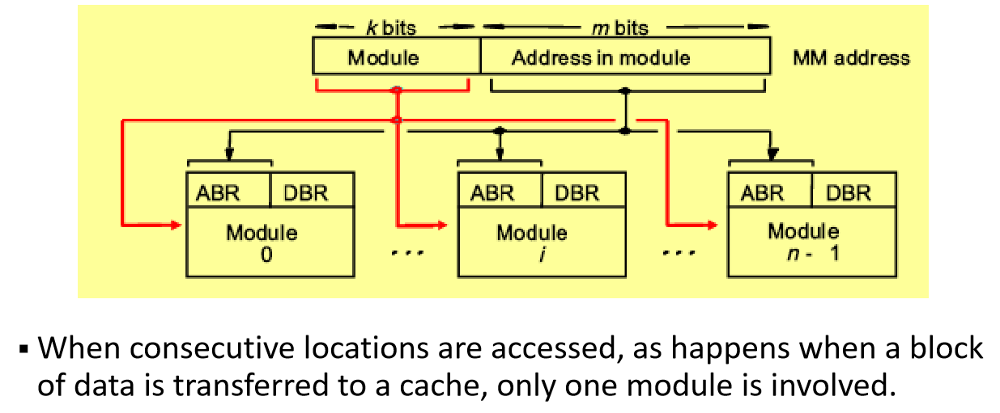 k bits m bits
Module Address in module MM address
ABR DBR ABR DBR ABR DBR
Module Module Module
0 ... i ... n - 1
▪ When consecutive locations are accessed, as happens when a block
of data is transferred to a cache, only one module is involved.